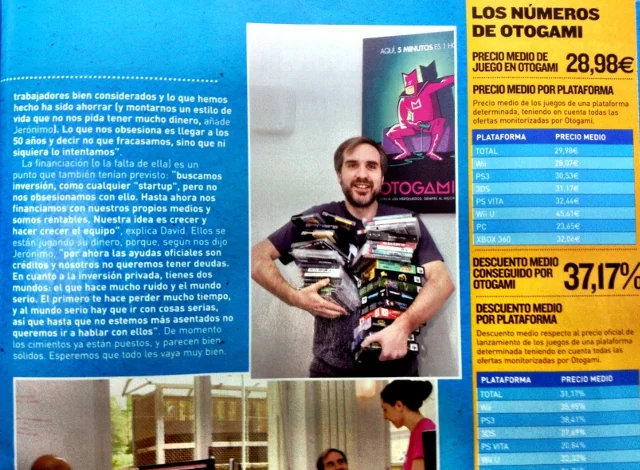 trabajadores bien considerados y lo que hemos
hecho ha sido ahorrar (y montarnos un estilo de
vida que no nos pida tener mucho dinero, añade
Jerónimo). Lo que nos obsesiona es llegar a los
50 años y decir no que fracasamos, sino que ni
siquiera lo intentamos".
La financiación (o la falta de ella) es un
punto que también tenían previsto: "buscamos
inversión, como cualquier "startup", pero no
nos obsesionamos con ello. Hasta ahora nos
financiamos con nuestros propios medios y
somos rentables. Nuestra idea es crecer y
hacer crecer el equipo", explica David. Ellos se
están jugando su dinero, porque, según nos dijo
Jerónimo, "por ahora las ayudas oficiales son
créditos y nosotros no queremos tener deudas.
En cuanto a la inversión privada, tienes dos
mundos: el que hace mucho ruido y el mundo
serio. El primero te hace perder mucho tiempo,
y al mundo serio hay que ir con cosas serias,
así que hasta que no estemos más asentados no
queremos ir a hablar con ellos". De momento
los cimientos ya están puestos, y parecen bien
sólidos. Esperemos que todo les vaya muy bien.
AQUÍ, 5 MINUTOS ES 1 H
OTOGAMI
LOS NÚMEROS
DE OTOGAMI
PRECIO MEDIO DE
JUEGO EN OTOGAMI 28,98€
PRECIO MEDIO POR PLATAFORMA
Precio medio de los juegos de una plataforma
determinada, teniendo en cuenta todas las
ofertas monitorizadas por Otogami.
PLATAFORMA PRECIO MEDIO
TOTAL 29,98€
Wii 28,07€
PS3 30,53€
3DS 31,17€
PS VITA 32,44€
Wii U 45,61€
PC 23,65€
XBOX 360 32,06€
DESCUENTO MEDIO
CONSEGUIDO POR
OTOGAMI 37,17%
DESCUENTO MEDIO
POR PLATAFORMA
Descuento medio respecto al precio oficial de
lanzamiento de los juegos de una plataforma
determinada teniendo en cuenta todas las
ofertas monitorizadas por Otogami.
PLATAFORMA PRECIO MEDIO
TOTAL 31,17%
Wii 35,95%
PS3 38,41%
3DS 27,69%
PS VITA 20,84%
Wii U 22,32%